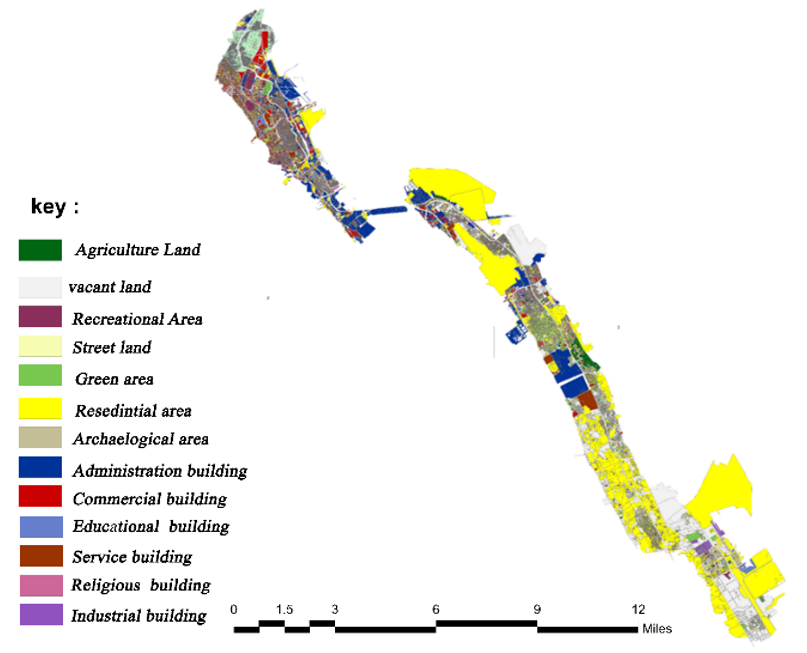 key :
Agriculture Land
vacant land
Recreational Area
Street land
Green area
Resedintial area
Archaelogical area
Administration building
Commercial building
Educational building
Service building
Religious building
Industrial building
0 1.5 3 6 9 12
Miles